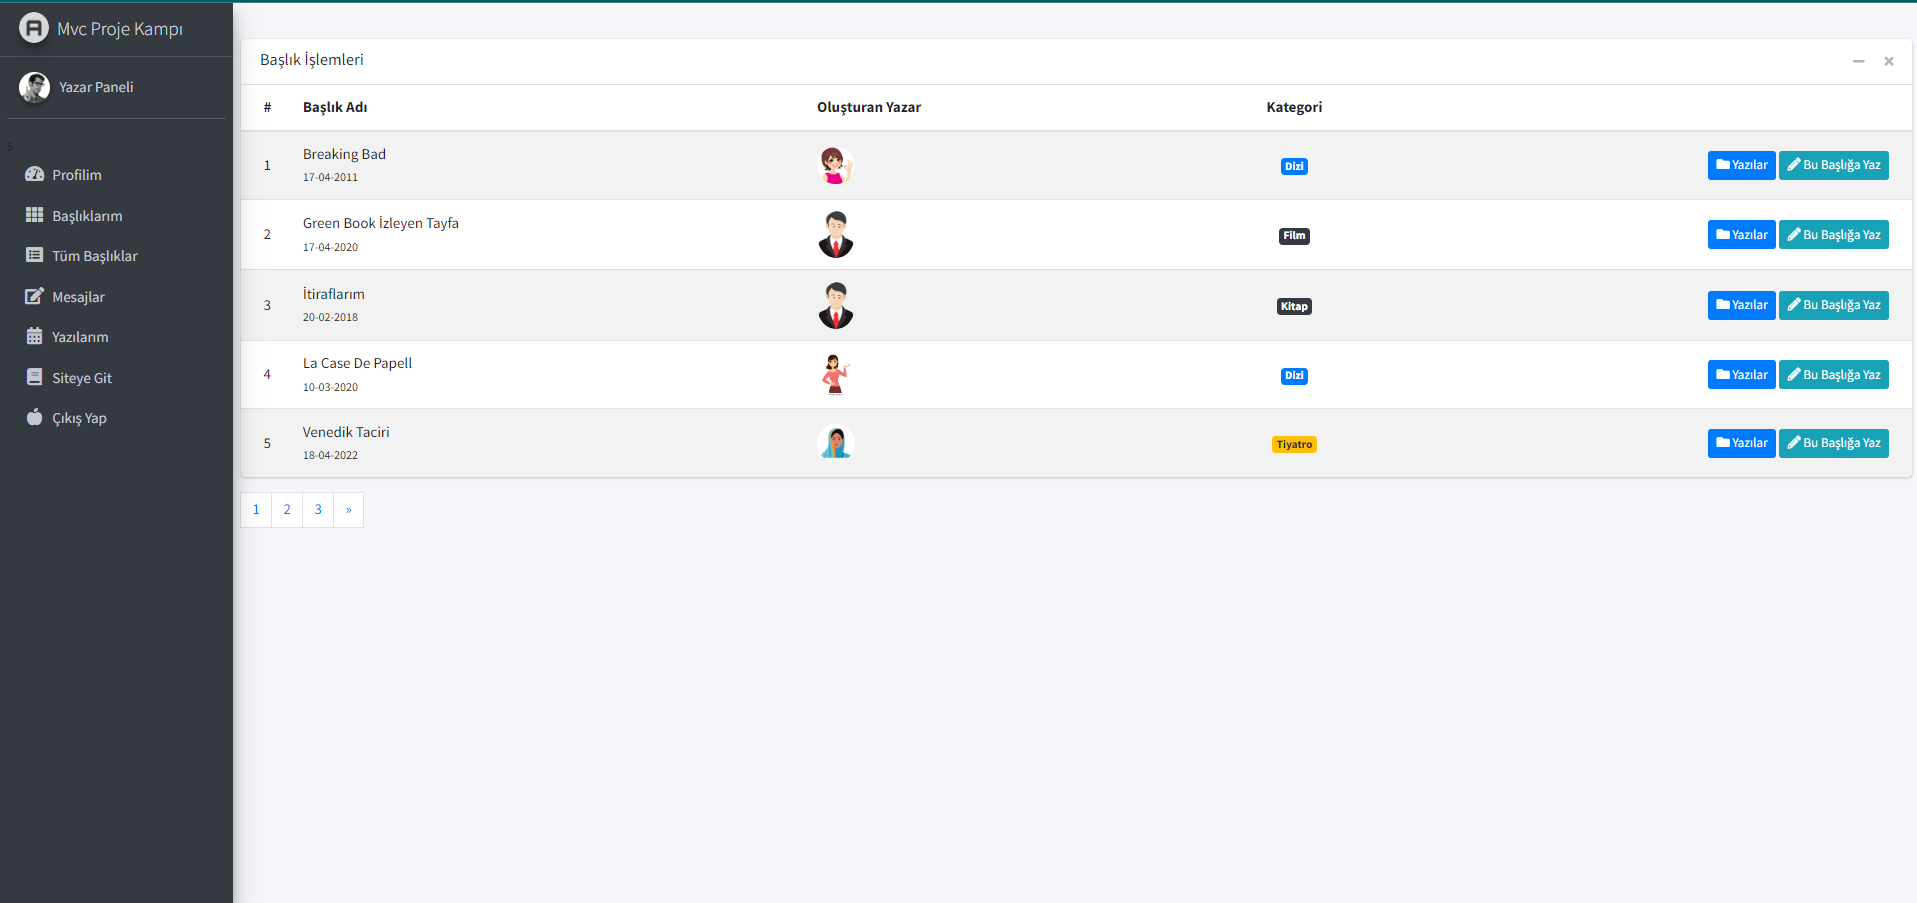 Mvc Proje Kampı
Yazar Paneli
s
Profilim
Başlıklarım
Tüm Başlıklar
Mesajlar
Yazılarım
Siteye Git
Çıkış Yap
Başlık İşlemleri
# Başlık Adı Oluşturan Yazar Kategori
1 Breaking Bad Dizi Yazılar Bu Başlığa Yaz
17-04-2011
2 Green Book İzleyen Tayfa Film Yazılar Bu Başlığa Yaz
17-04-2020
3 İtiraflarım Kitap Yazılar Bu Başlığa Yaz
20-02-2018
4 La Case De Papell Dizi Yazılar Bu Başlığa Yaz
10-03-2020
5 Venedik Taciri Tiyatro Yazılar Bu Başlığa Yaz
18-04-2022
1 2 3 »